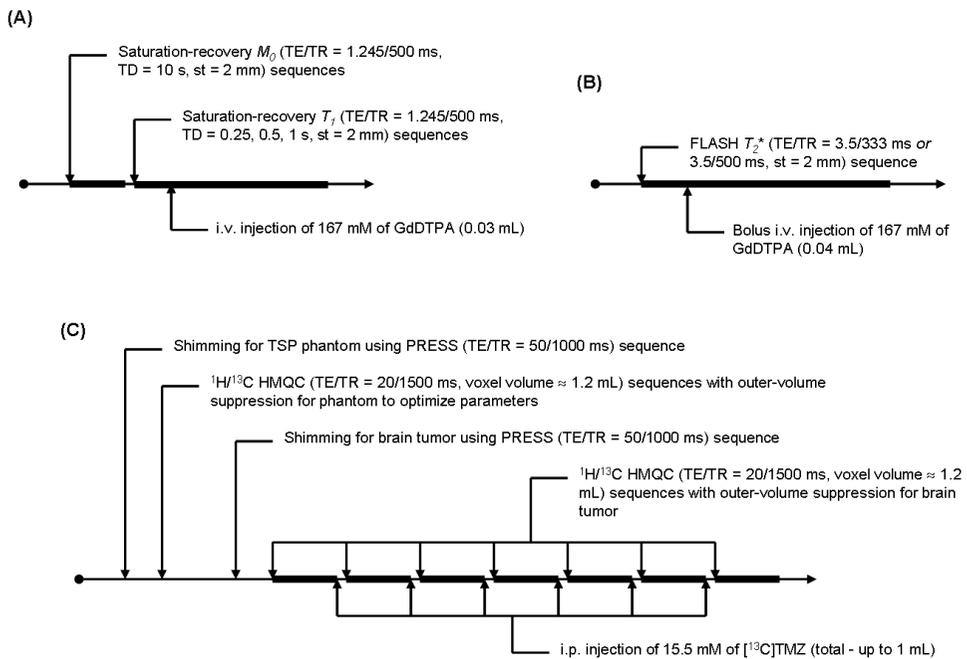 (A)
Saturation-recovery M0 (TE/TR = 1.245/500 ms,
TD = 10 s, st = 2 mm) sequences
Saturation-recovery T1 (TE/TR = 1.245/500 ms,
TD = 0.25, 0.5, 1 s, st = 2 mm) sequences
i.v. injection of 167 mM of GdDTPA (0.03 mL)
(B)
FLASH T2* (TE/TR = 3.5/333 ms or
3.5/500 ms, st = 2 mm) sequence
Bolus i.v. injection of 167 mM of
GdDTPA (0.04 mL)
(C)
Shimming for TSP phantom using PRESS (TE/TR = 50/1000 ms) sequence
¹H/¹³C HMQC (TE/TR = 20/1500 ms, voxel volume ≈ 1.2 mL) sequences with outer-volume
suppression for phantom to optimize parameters
Shimming for brain tumor using PRESS (TE/TR = 50/1000 ms) sequence
¹H/¹³C HMQC (TE/TR = 20/1500 ms, voxel volume ≈ 1.2
mL) sequences with outer-volume suppression for brain
tumor
i.p. injection of 15.5 mM of [¹³C]TMZ (total - up to 1 mL)